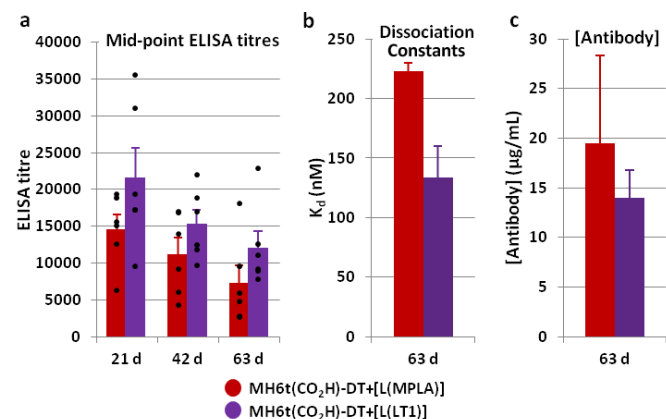 a
Mid-point ELISA titres
40000
35000
30000
25000
20000
15000
10000
5000
0
ELISA titre
21 d 42 d 63 d
b
Dissociation
Constants
250
200
150
100
50
0
K_d (nM)
63 d
c
[Antibody]
30
25
20
15
10
5
0
[Antibody] (µg/mL)
63 d
MH6t(CO₂H)-DT+[L(MPLA)]
MH6t(CO₂H)-DT+[L(LT1)]